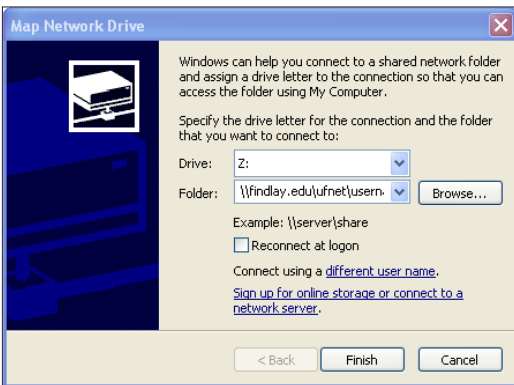 Map Network Drive
Windows can help you connect to a shared network folder
and assign a drive letter to the connection so that you can
access the folder using My Computer.
Specify the drive letter for the connection and the folder
that you want to connect to:
Drive: Z:
Folder: \\findlay.edu\ufnet\usern. Browse...
Example: \\server\share
Reconnect at logon
Connect using a different user name.
Sign up for online storage or connect to a
network server.
< Back Finish Cancel